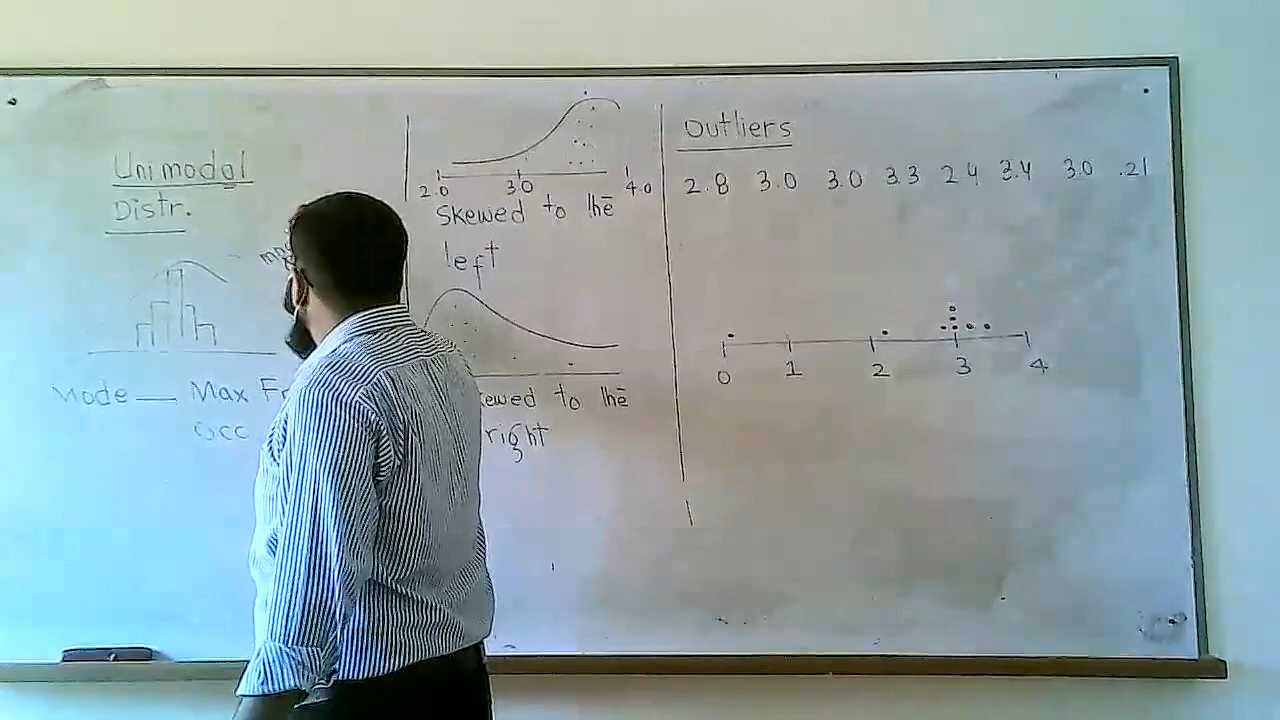 Unimodal
Distr.
Mode — Max
Occ
2.0 3.0 4.0
Skewed to the
left
to the
right
Outliers
2.8 3.0 3.0 3.3 2.4 3.4 3.0 .21
0 1 2 3 4